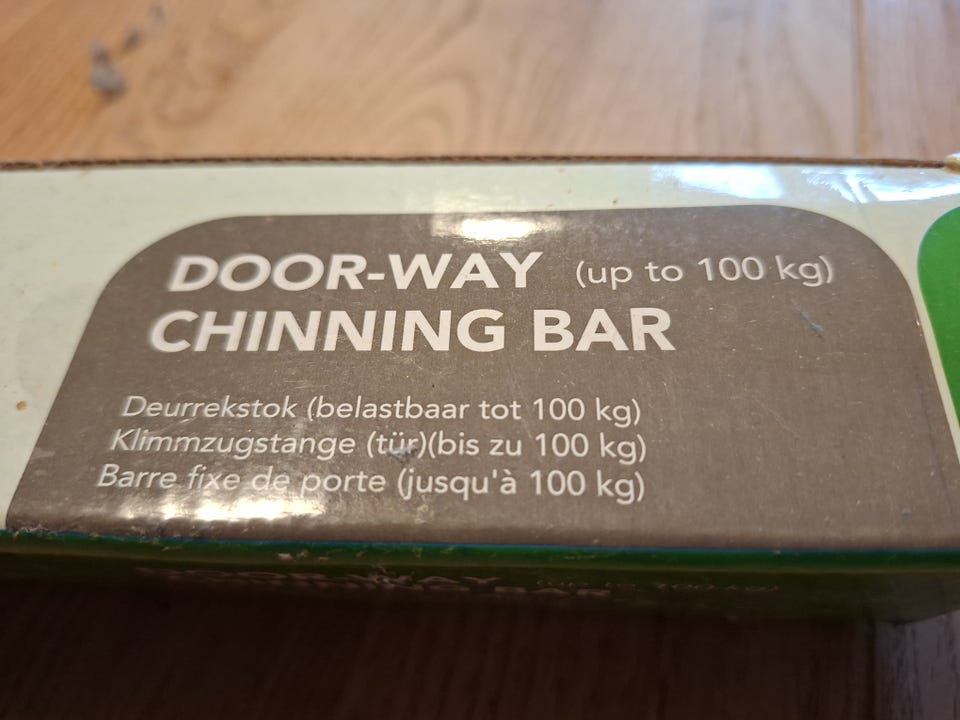 DOOR-WAY (up to 100 kg)
CHINNING BAR
Deurrekstok (belastbaar tot 100 kg)
Klimmzugstange (tür)(bis zu 100 kg)
Barre fixe de porte (jusqu'à 100 kg)